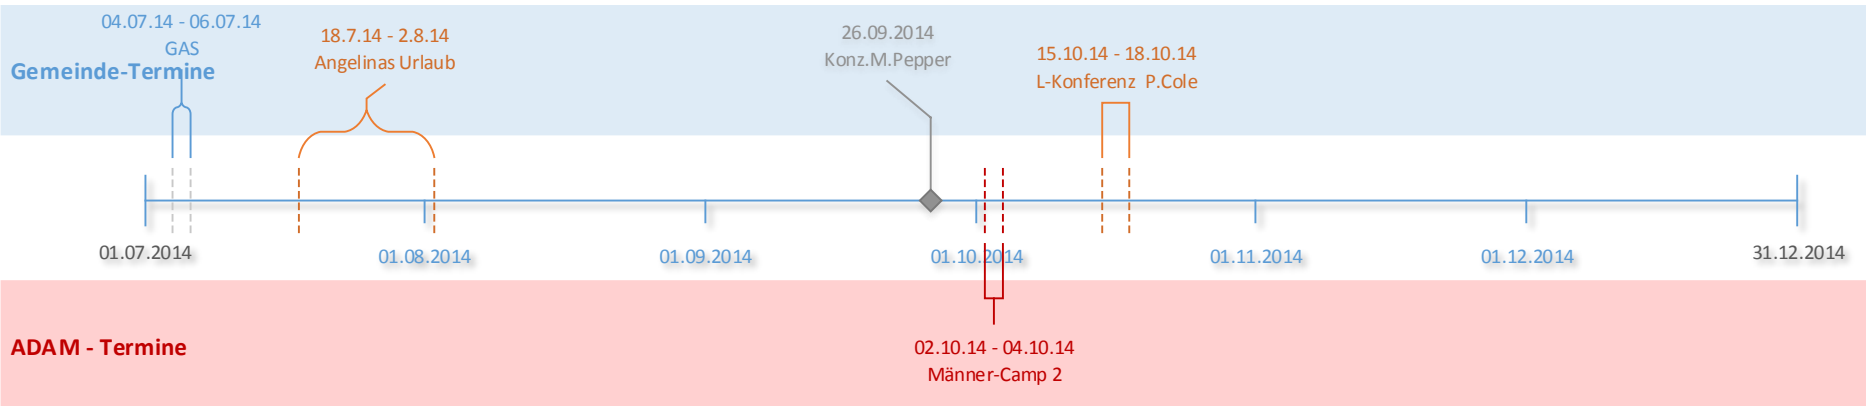 04.07.14 - 06.07.14
GAS
Gemeinde-Termine
18.7.14 - 2.8.14
Angelinas Urlaub
26.09.2014
Konz.M.Pepper
15.10.14 - 18.10.14
L-Konferenz P.Cole
01.07.2014
01.08.2014
01.09.2014
01.10.2014
01.11.2014
01.12.2014
31.12.2014
ADAM - Termine
02.10.14 - 04.10.14
Männer-Camp 2